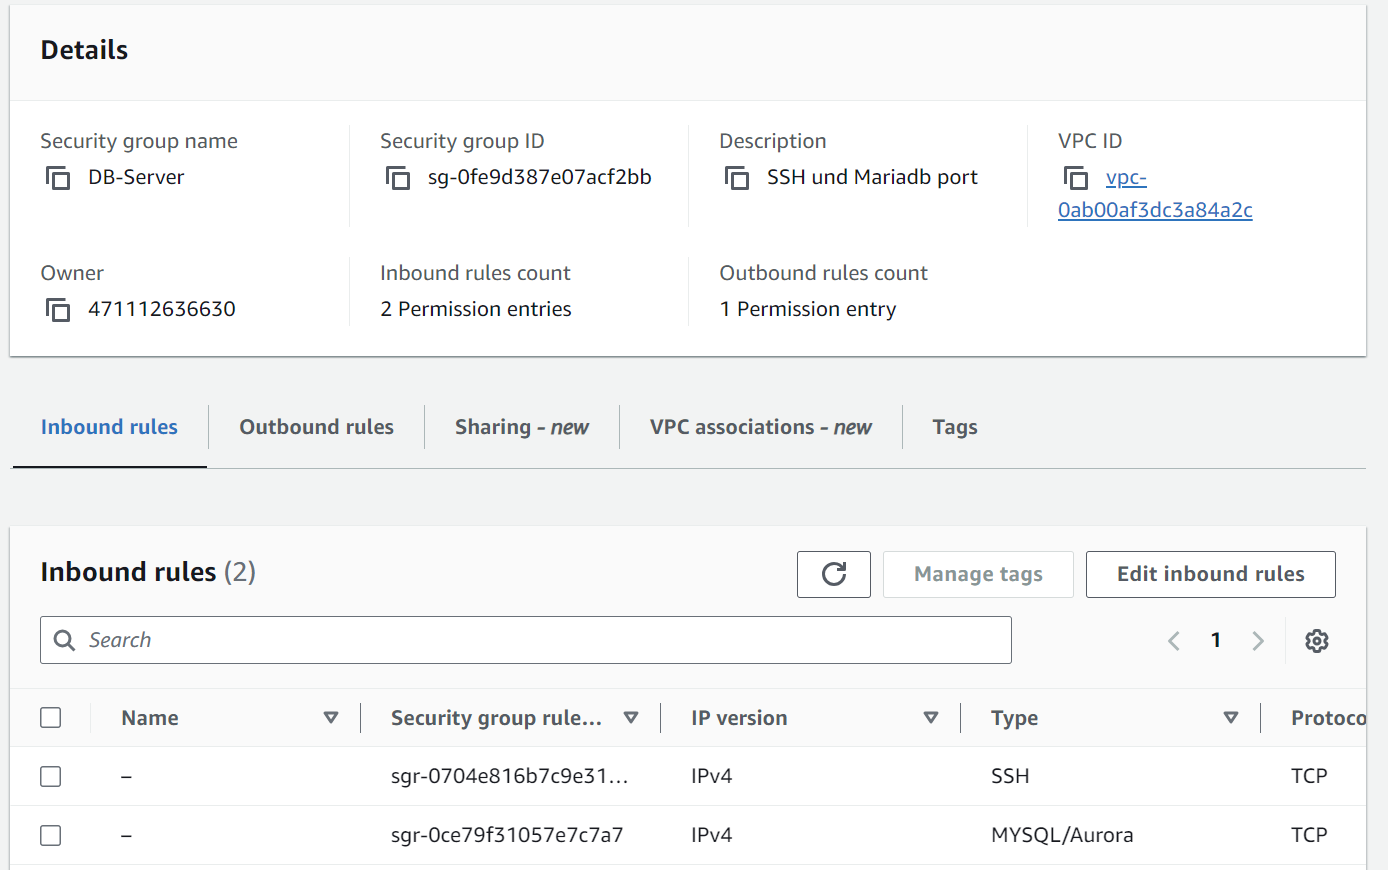 Details
Security group name
DB-Server
Security group ID
sg-0fe9d387e07acf2bb
Description
SSH und Mariadb port
VPC ID
vpc-
0ab00af3dc3a84a2c
Owner
471112636630
Inbound rules count
2 Permission entries
Outbound rules count
1 Permission entry
Inbound rules
Outbound rules
Sharing - new
VPC associations - new
Tags
Inbound rules (2)
Manage tags
Edit inbound rules
Search
1
Name
Security group rule...
IP version
Type
Protoco
–
sgr-0704e816b7c9e31...
IPv4
SSH
TCP
–
sgr-0ce79f31057e7c7a7
IPv4
MYSQL/Aurora
TCP